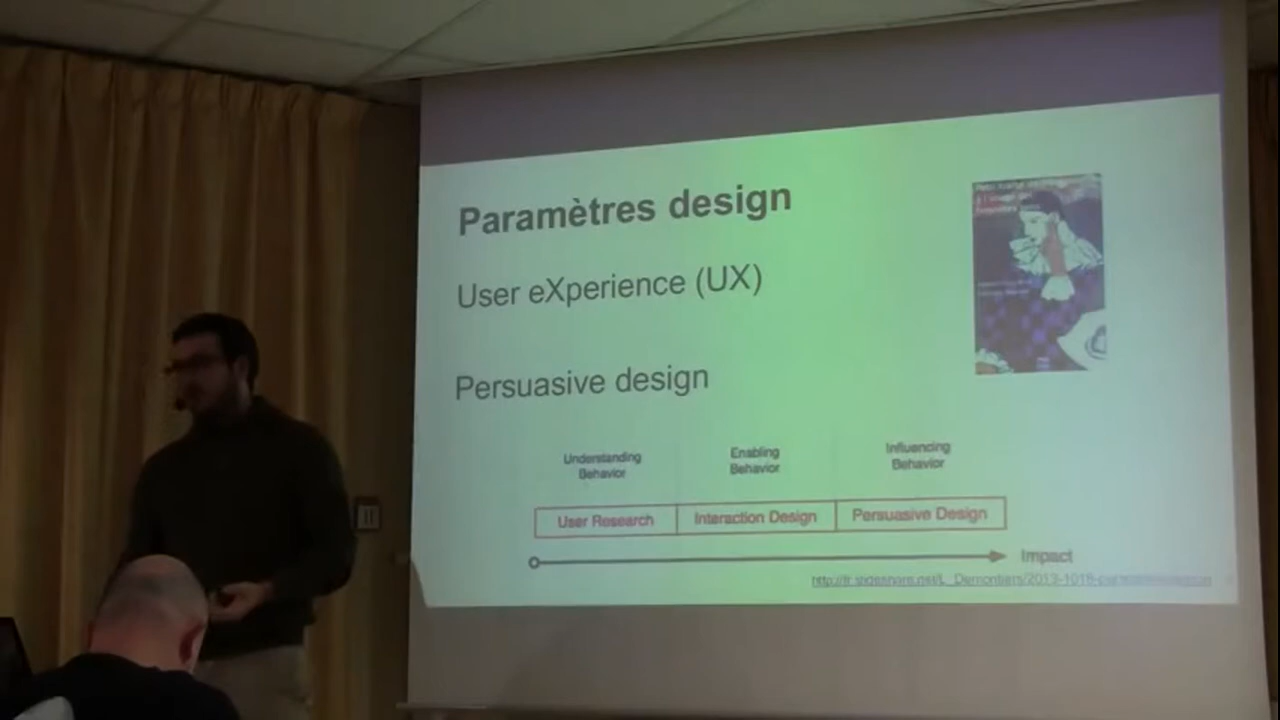 Paramètres design
User eXperience (UX)
Persuasive design
Understanding
Behavior
Enabling
Behavior
Influencing
Behavior
User Research
Interaction Design
Persuasive Design
Impact